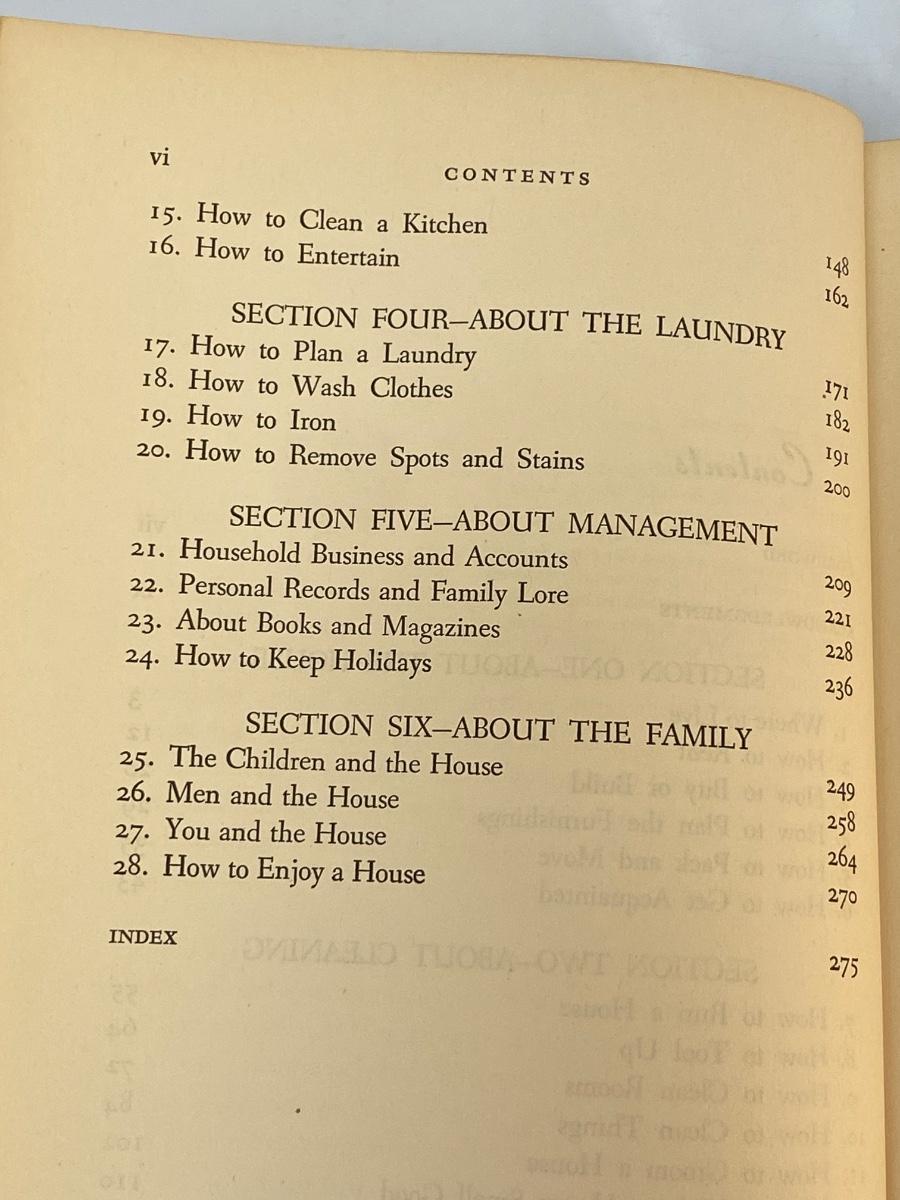 vi
CONTENTS
15. How to Clean a Kitchen 148
16. How to Entertain 162
SECTION FOUR—ABOUT THE LAUNDRY
17. How to Plan a Laundry 171
18. How to Wash Clothes 182
19. How to Iron 191
20. How to Remove Spots and Stains 200
SECTION FIVE—ABOUT MANAGEMENT
21. Household Business and Accounts 209
22. Personal Records and Family Lore 221
23. About Books and Magazines 228
24. How to Keep Holidays 236
SECTION SIX—ABOUT THE FAMILY
25. The Children and the House 249
26. Men and the House 258
27. You and the House 264
28. How to Enjoy a House 270
INDEX 275